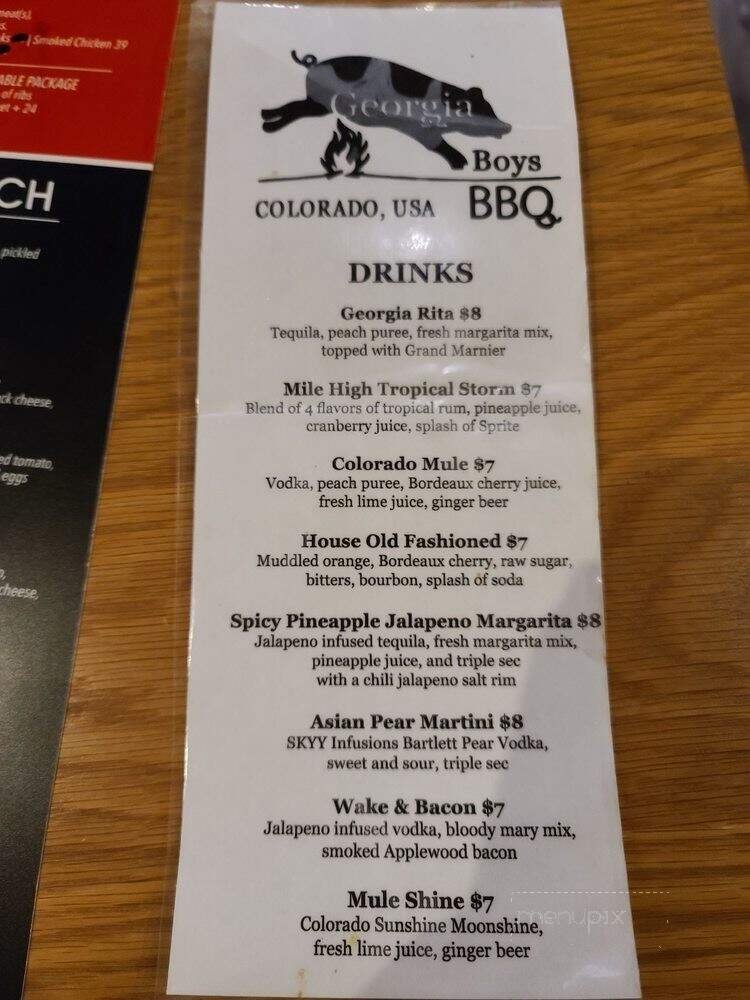 meat(s).
| Smoked Chicken 39
ABLE PACKAGE
of ribs
et + 24
CH
pickled
ck cheese,
ed tomato,
eggs
cheese,
Georgia
Boys
BBQ
COLORADO, USA
DRINKS
Georgia Rita $8
Tequila, peach puree, fresh margarita mix,
topped with Grand Marnier
Mile High Tropical Storm $7
Blend of 4 flavors of tropical rum, pineapple juice,
cranberry juice, splash of Sprite
Colorado Mule $7
Vodka, peach puree, Bordeaux cherry juice,
fresh lime juice, ginger beer
House Old Fashioned $7
Muddled orange, Bordeaux cherry, raw sugar,
bitters, bourbon, splash of soda
Spicy Pineapple Jalapeno Margarita $8
Jalapeno infused tequila, fresh margarita mix,
pineapple juice, and triple sec
with a chili jalapeno salt rim
Asian Pear Martini $8
SKYY Infusions Bartlett Pear Vodka,
sweet and sour, triple sec
Wake & Bacon $7
Jalapeno infused vodka, bloody mary mix,
smoked Applewood bacon
Mule Shine $7
Colorado Sunshine Moonshine,
fresh lime juice, ginger beer
menupix